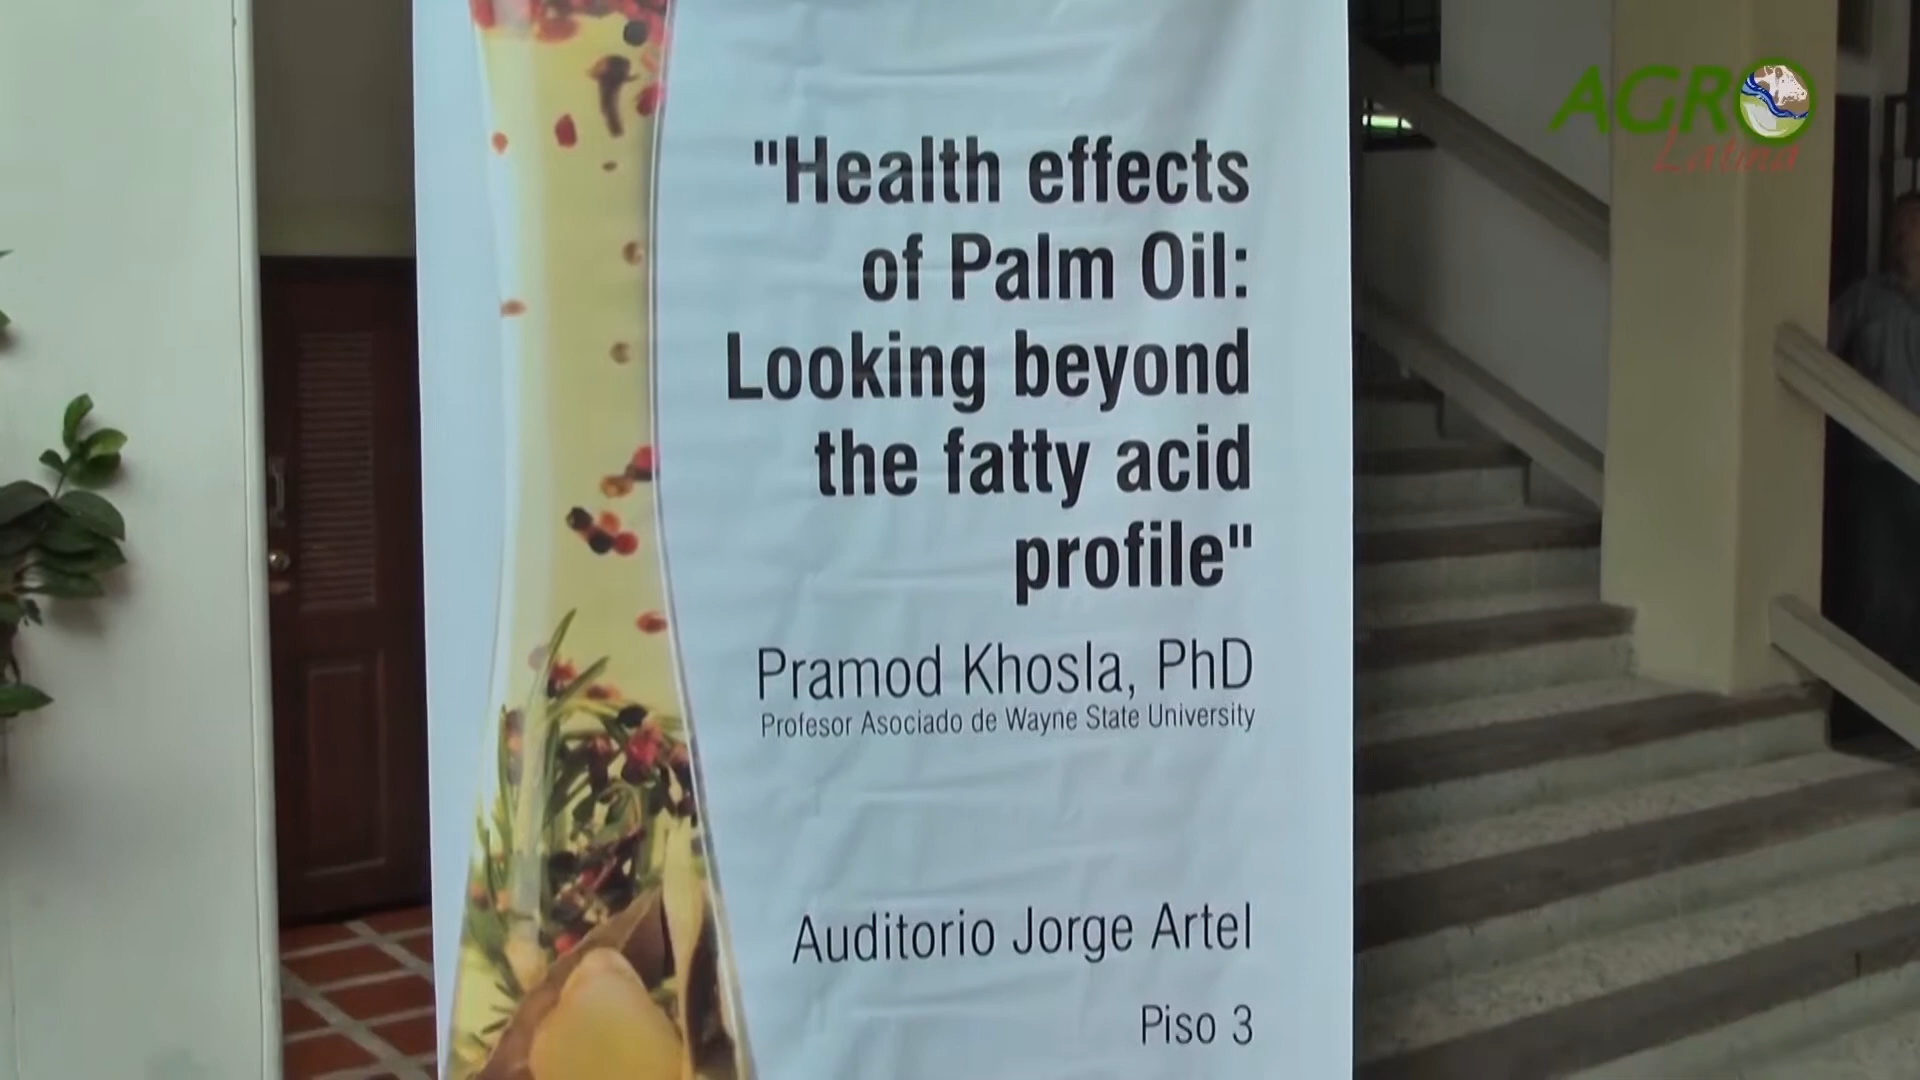 AGRO
Latina
"Health effects
of Palm Oil:
Looking beyond
the fatty acid
profile"
Pramod Khosla, PhD
Profesor Asociado de Wayne State University
Auditorio Jorge Artel
Piso 3